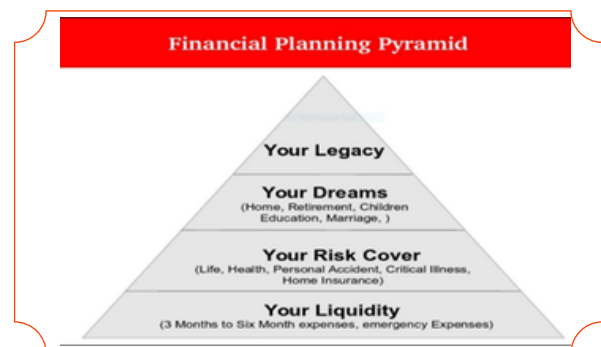 Financial Planning Pyramid
Your Legacy
Your Dreams
(Home, Retirement, Children
Education, Marriage, )
Your Risk Cover
(Life, Health, Personal Accident, Critical Illness,
Home Insurance)
Your Liquidity
(3 Months to Six Month expenses, emergency Expenses)